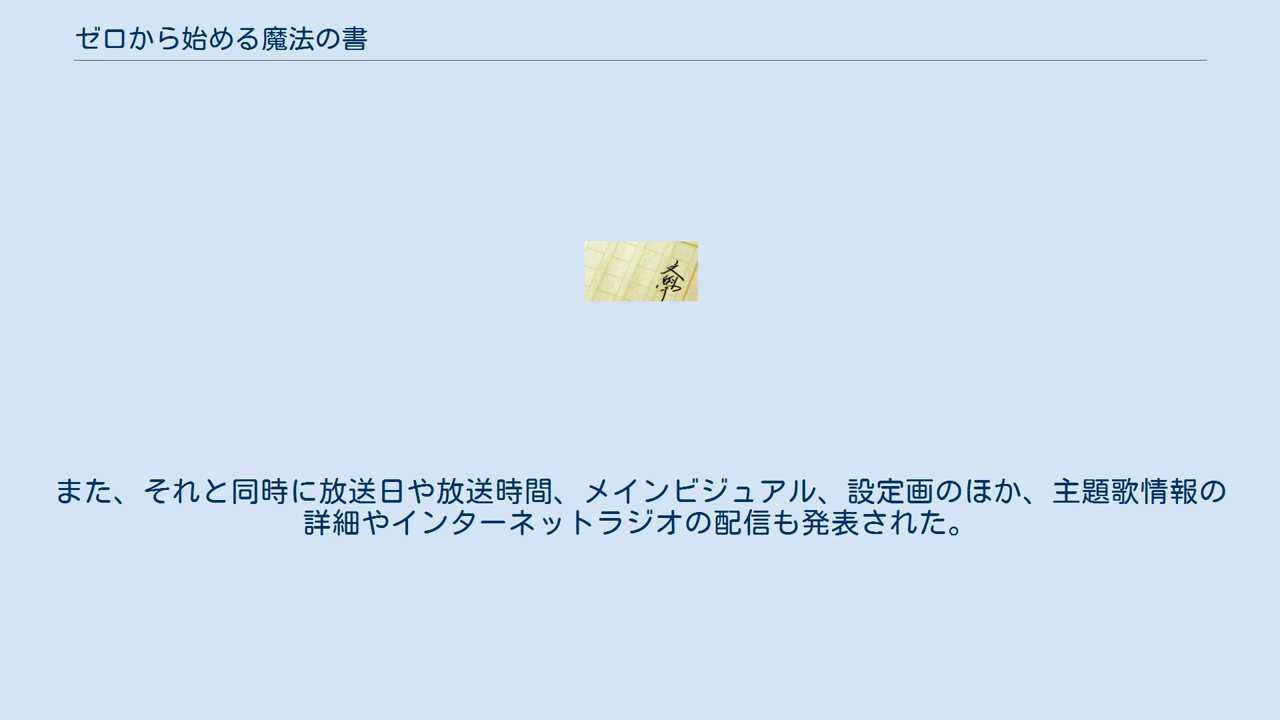 ゼロから始める魔法の書
また、それと同時に放送日や放送時間、メインビジュアル、設定画のほか、主題歌情報の
詳細やインターネットラジオの配信も発表された。